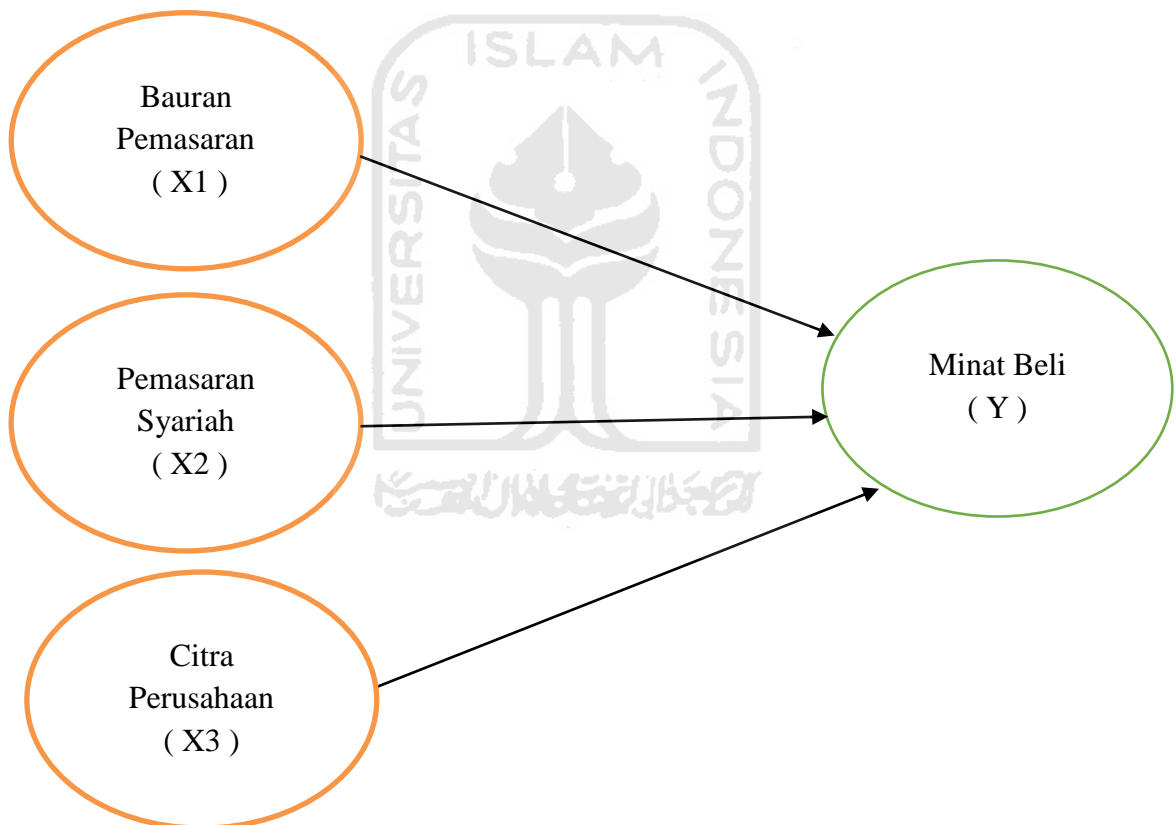 Bauran
Pemasaran
( X1 )
Pemasaran
Syariah
( X2 )
Citra
Perusahaan
( X3 )
Minat Beli
( Y )
UNIVERSITAS
ISLAM
INDONESIA